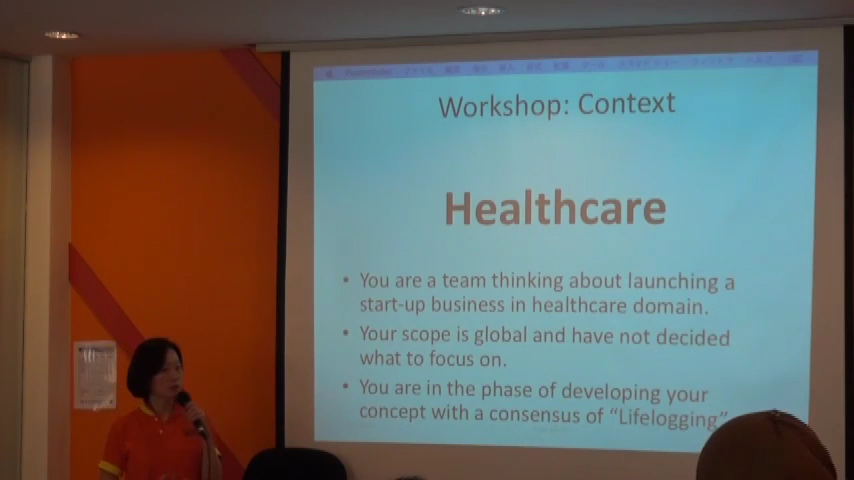 Workshop: Context
Healthcare
• You are a team thinking about launching a
start-up business in healthcare domain.
• Your scope is global and have not decided
what to focus on.
• You are in the phase of developing your
concept with a consensus of “Lifelogging”